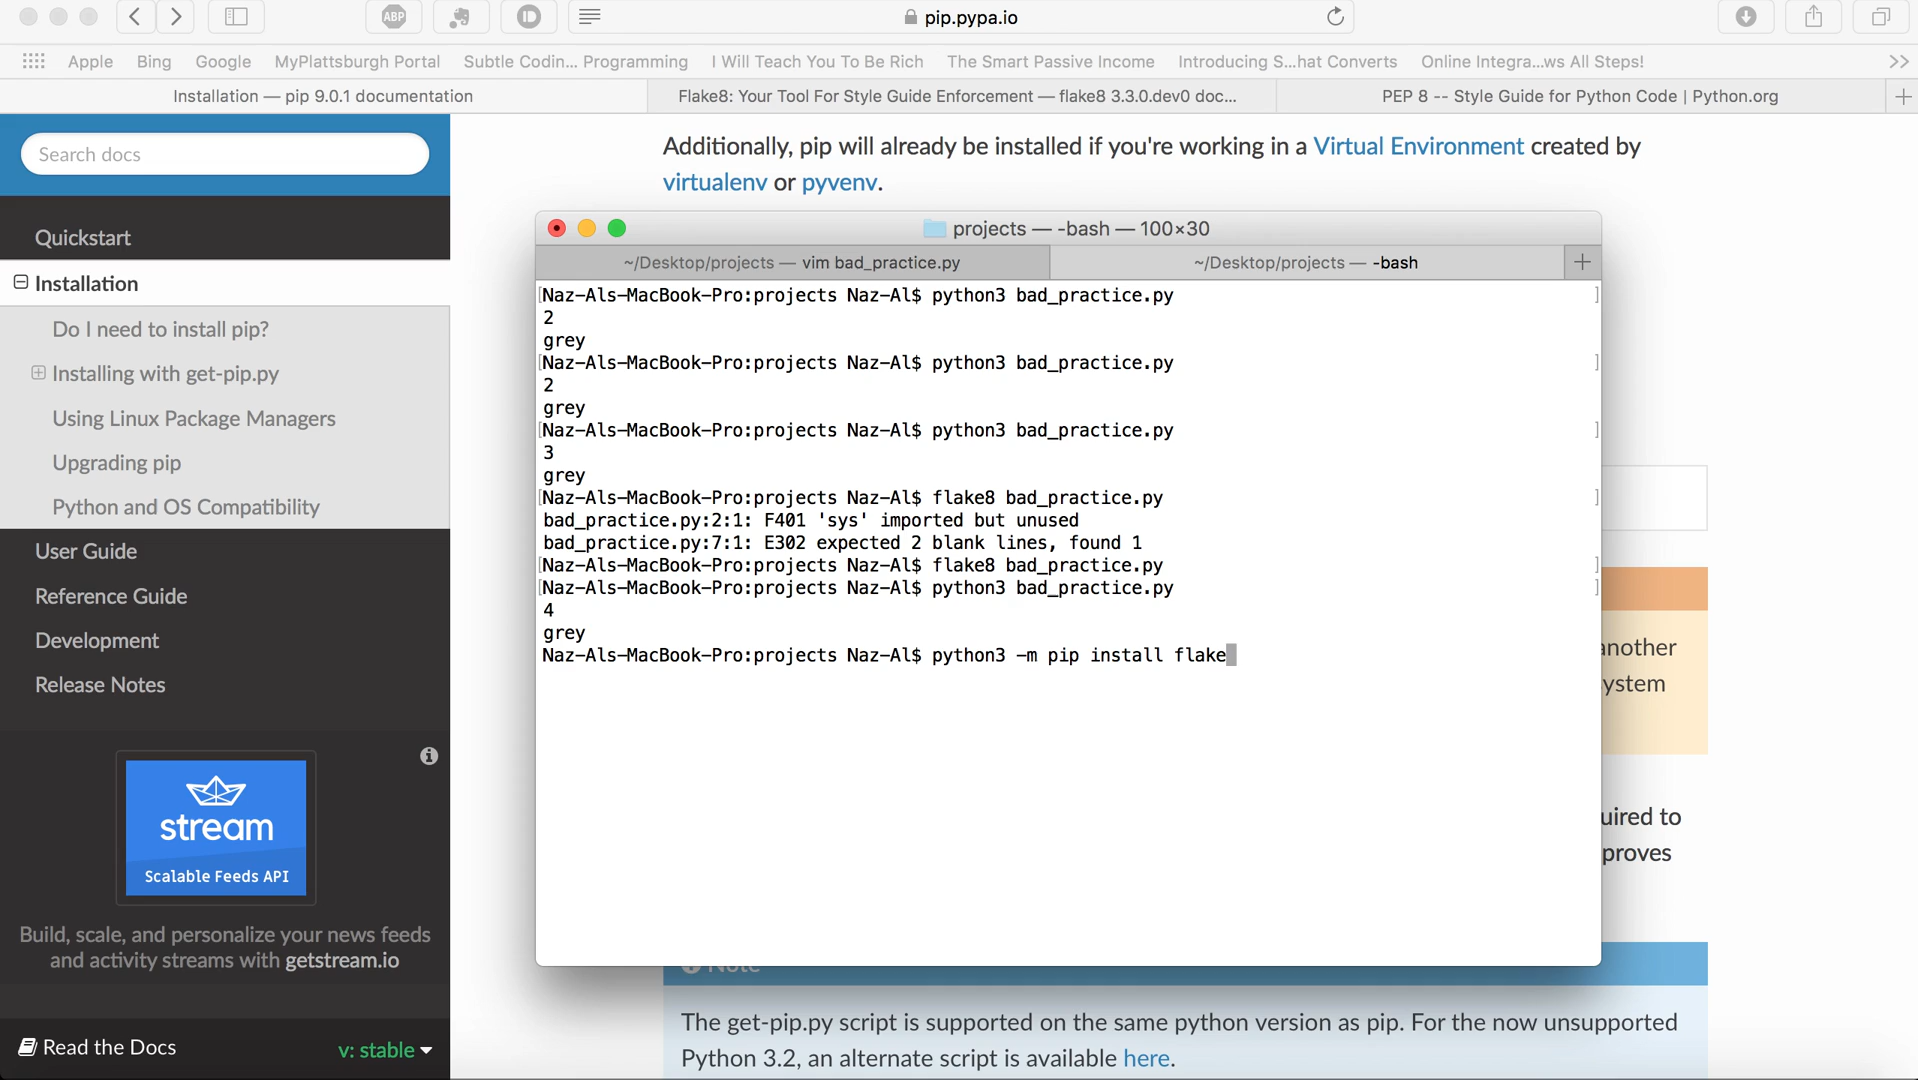 ABP
pip.pypa.io
Apple Bing Google MyPlattsburgh Portal Subtle Codin... Programming I Will Teach You To Be Rich The Smart Passive Income Introducing S...hat Converts Online Integra...ws All Steps!
Installation — pip 9.0.1 documentation
Flake8: Your Tool For Style Guide Enforcement — flake8 3.3.0.dev0 doc...
PEP 8 -- Style Guide for Python Code | Python.org
Search docs
Quickstart
Installation
Do I need to install pip?
Installing with get-pip.py
Using Linux Package Managers
Upgrading pip
Python and OS Compatibility
User Guide
Reference Guide
Development
Release Notes
stream
Scalable Feeds API
Build, scale, and personalize your news feeds
and activity streams with getstream.io
Read the Docs
v: stable
Additionally, pip will already be installed if you're working in a Virtual Environment created by
virtualenv or pyvenv.
projects — -bash — 100×30
~/Desktop/projects — vim bad_practice.py
~/Desktop/projects — -bash
[Naz-Als-MacBook-Pro:projects Naz-Al$ python3 bad_practice.py ]
2
grey
[Naz-Als-MacBook-Pro:projects Naz-Al$ python3 bad_practice.py ]
2
grey
[Naz-Als-MacBook-Pro:projects Naz-Al$ python3 bad_practice.py ]
3
grey
[Naz-Als-MacBook-Pro:projects Naz-Al$ flake8 bad_practice.py ]
bad_practice.py:2:1: F401 'sys' imported but unused
bad_practice.py:7:1: E302 expected 2 blank lines, found 1
[Naz-Als-MacBook-Pro:projects Naz-Al$ flake8 bad_practice.py ]
[Naz-Als-MacBook-Pro:projects Naz-Al$ python3 bad_practice.py ]
4
grey
Naz-Als-MacBook-Pro:projects Naz-Al$ python3 -m pip install flake
another
ystem
uired to
proves
Note
The get-pip.py script is supported on the same python version as pip. For the now unsupported
Python 3.2, an alternate script is available here.